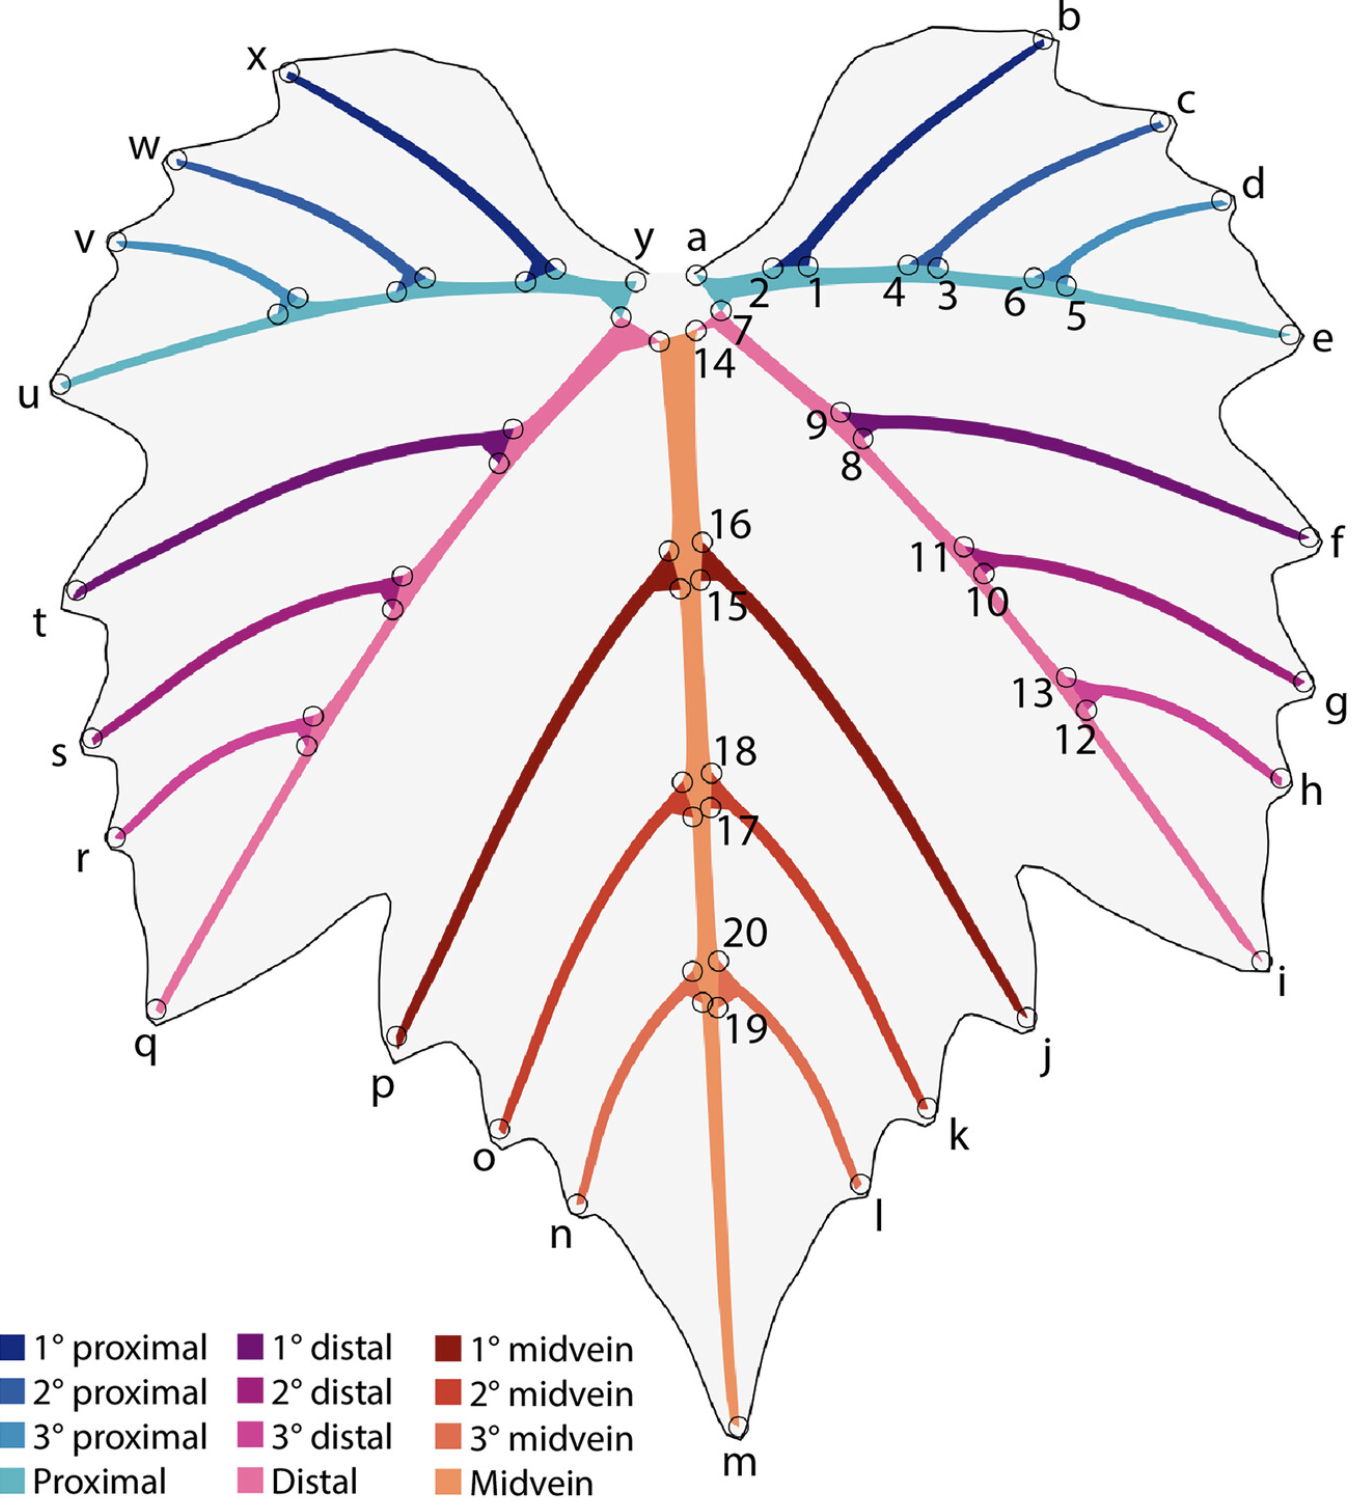 b
x
c
w
d
v
y
a
2
1
4
3
6
5
7
e
14
u
9
8
16
f
11
10
15
t
13
g
12
s
18
h
17
r
20
i
19
q
j
p
k
o
l
n
m
1° proximal
1° distal
1° midvein
2° proximal
2° distal
2° midvein
3° proximal
3° distal
3° midvein
Proximal
Distal
Midvein